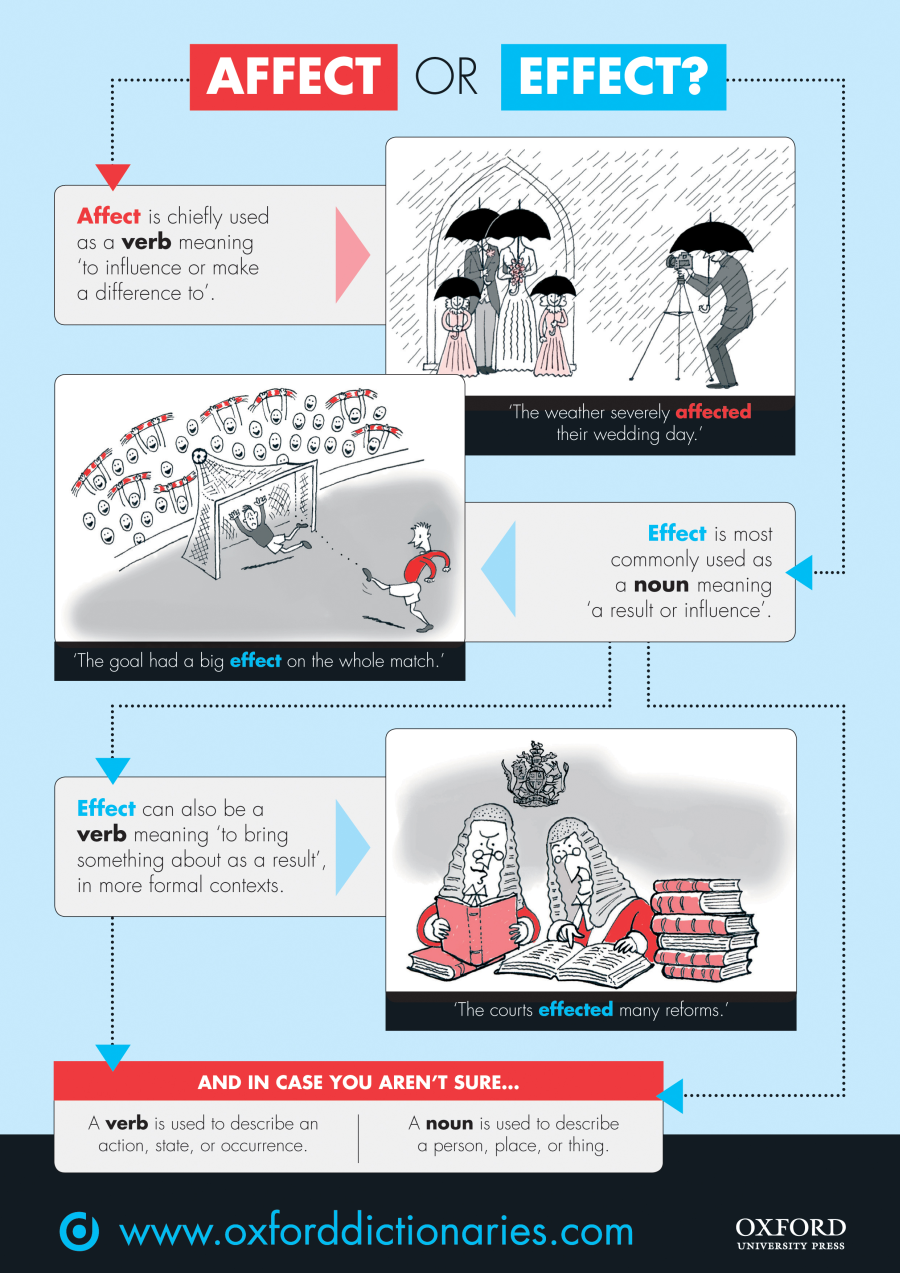 AFFECT OR EFFECT?
Affect is chiefly used
as a verb meaning
‘to influence or make
a difference to’.
‘The weather severely affected
their wedding day.’
Effect is most
commonly used as
a noun meaning
‘a result or influence’.
‘The goal had a big effect on the whole match.’
Effect can also be a
verb meaning ‘to bring
something about as a result’,
in more formal contexts.
‘The courts effected many reforms.’
AND IN CASE YOU AREN’T SURE...
A verb is used to describe an
action, state, or occurrence.
A noun is used to describe
a person, place, or thing.
www.oxforddictionaries.com
OXFORD
UNIVERSITY PRESS